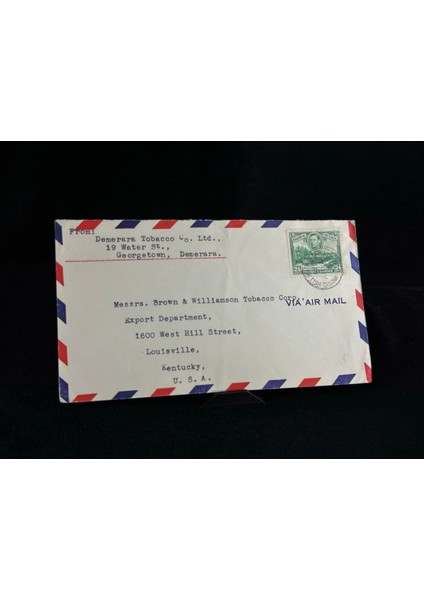 FROM:
Demerara Tobacco Co. Ltd.,
19 Water St.,
Georgetown, Demerara.
Messrs. Brown & Williamson Tobacco Corp.
VIA AIR MAIL
Export Department,
1600 West Hill Street,
Louisville,
Kentucky,
U. S. A.